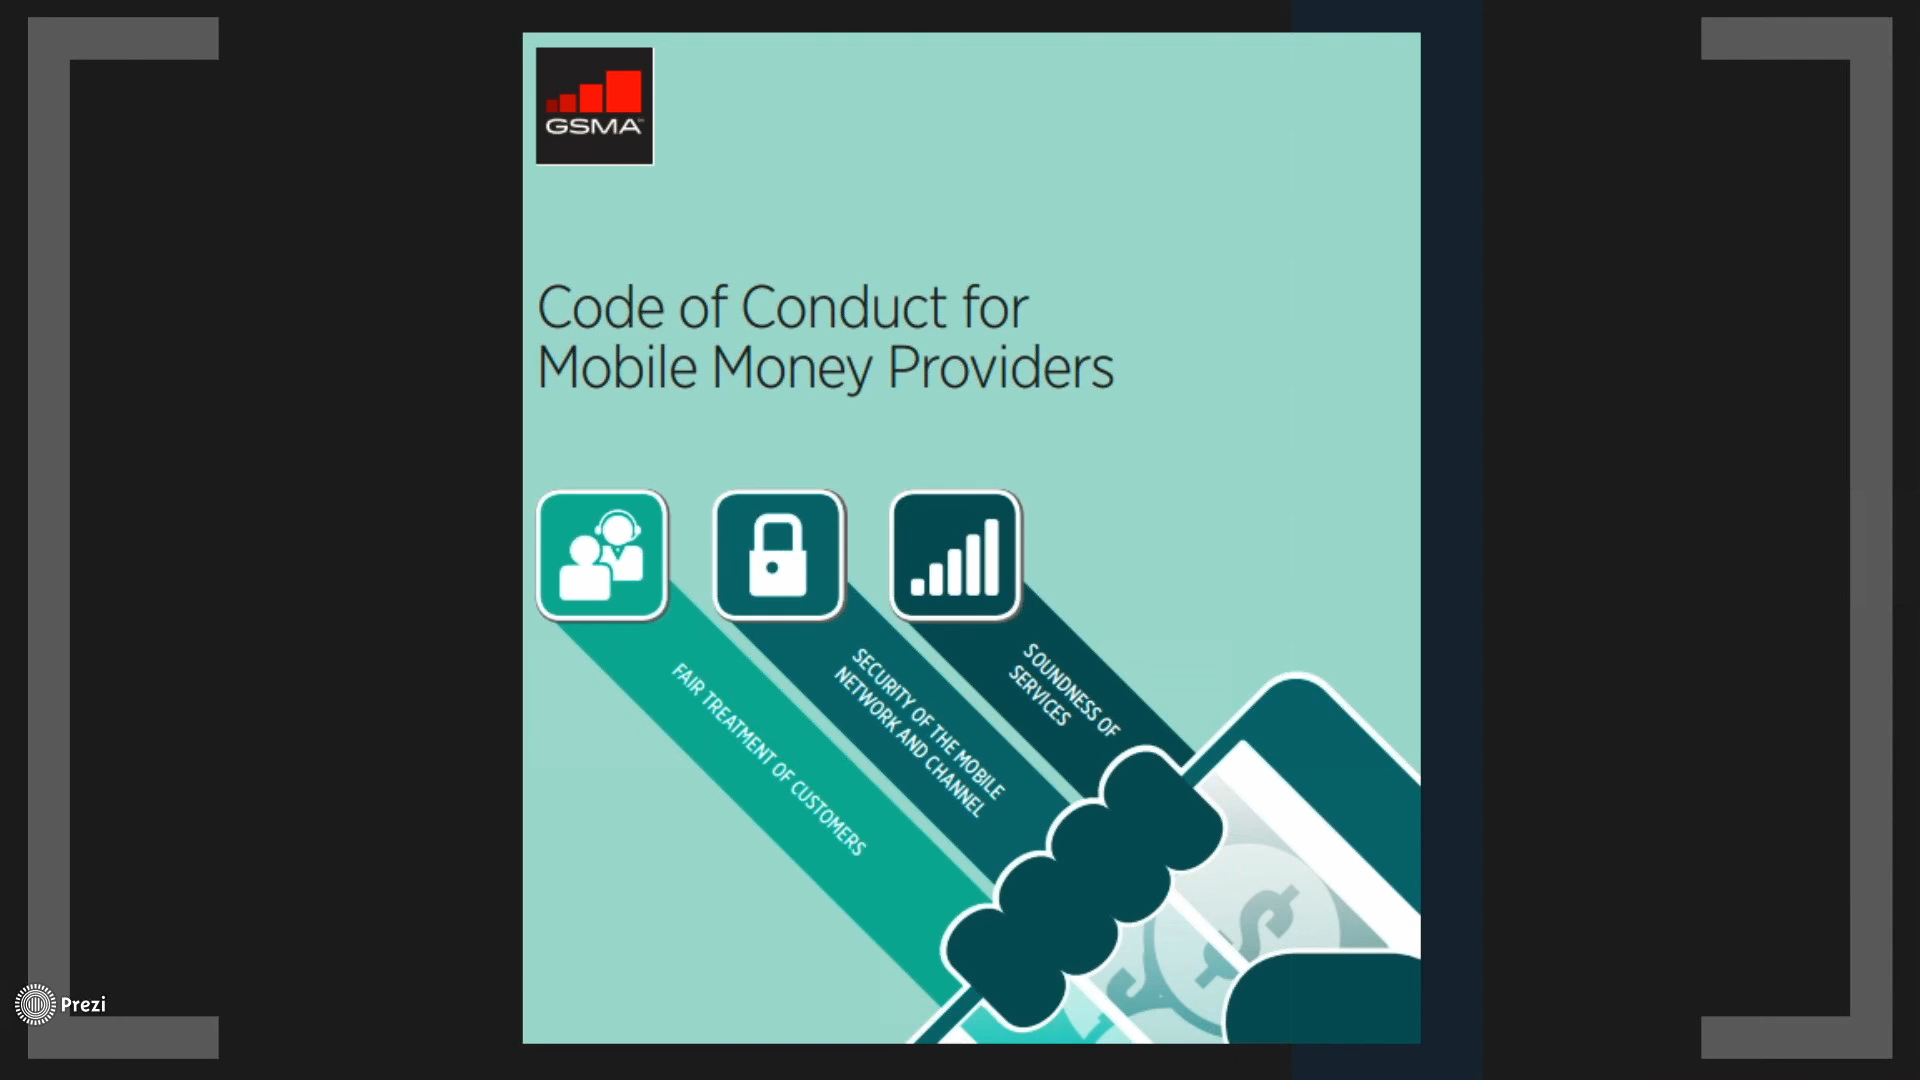 GSMA
Code of Conduct for
Mobile Money Providers
FAIR TREATMENT OF CUSTOMERS
SECURITY OF THE MOBILE
NETWORK AND CHANNEL
SOUNDNESS OF
SERVICES
Prezi